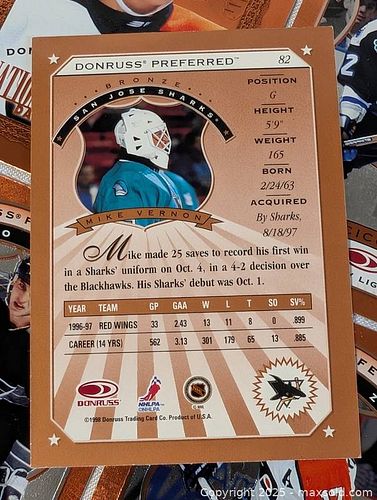 DONRUSS® PREFERRED™ 82
BRONZE
SAN JOSE SHARKS®
MIKE VERNON
POSITION
G
HEIGHT
5'9"
WEIGHT
165
BORN
2/24/63
ACQUIRED
By Sharks,
8/18/97
Mike made 25 saves to record his first win
in a Sharks' uniform on Oct. 4, in a 4-2 decision over
the Blackhawks. His Sharks' debut was Oct. 1.
YEAR TEAM GP GAA W L T SO SV%
1996-97 RED WINGS 33 2.43 13 11 8 0 .899
CAREER (14 YRS) 562 3.13 301 179 65 13 .885
DONRUSS®
NHLPA™
©NHLPA
©1998 Donruss Trading Card Co. Product of U.S.A.
Copyright 2025 - maxsold.com